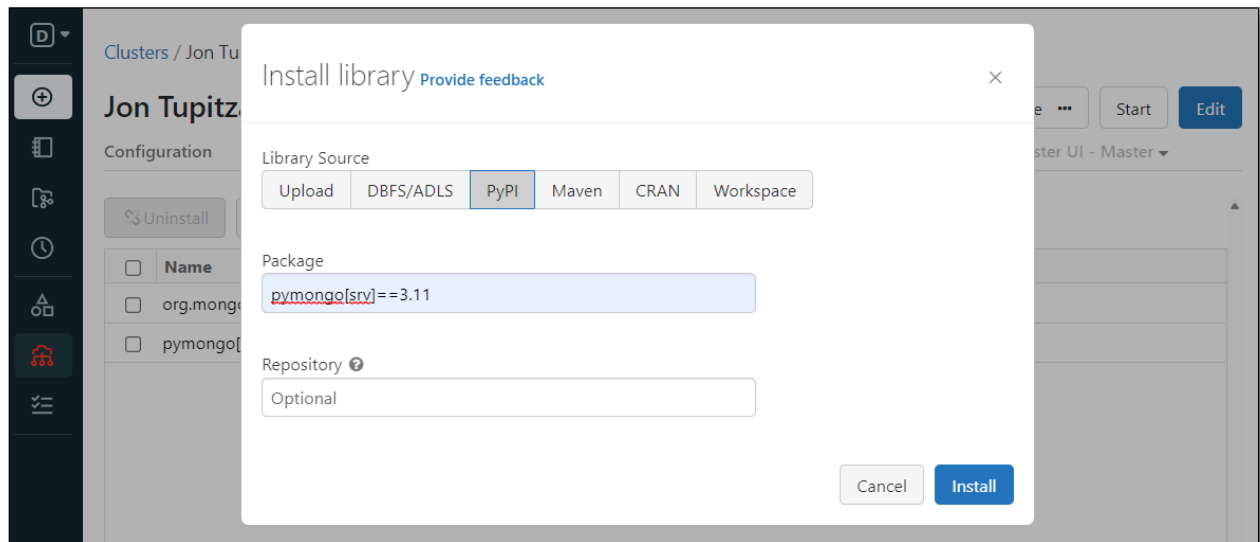 D
Clusters / Jon Tu
Install library Provide feedback
×
Jon Tupitz
Start
Edit
Configuration
ster UI - Master
Library Source
Upload DBFS/ADLS PyPI Maven CRAN Workspace
Uninstall
Package
Name
pymongo[srv]==3.11
org.mong
pymongo[
Repository
Optional
Cancel Install